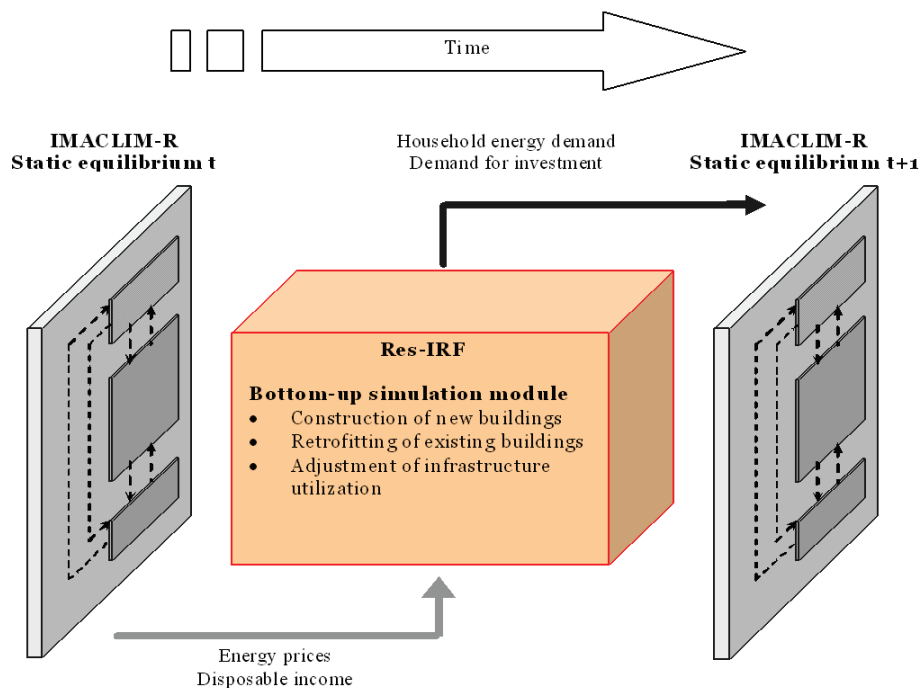 Time
IMACLIM-R
Static equilibrium t
Household energy demand
Demand for investment
IMACLIM-R
Static equilibrium t+1
Res-IRF
Bottom-up simulation module
• Construction of new buildings
• Retrofitting of existing buildings
• Adjustment of infrastructure
utilization
Energy prices
Disposable income